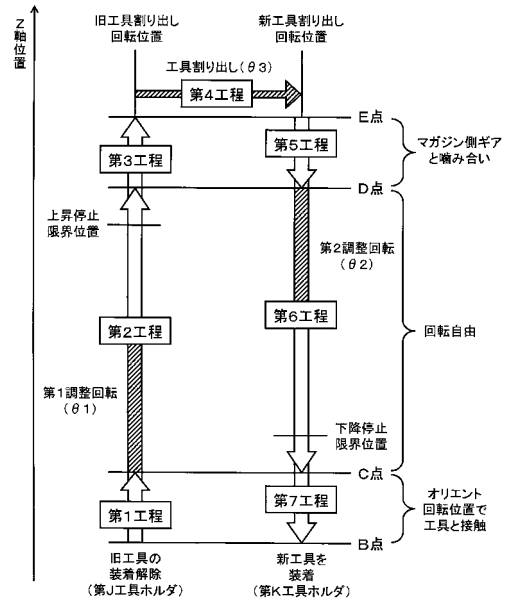 Z軸位置
旧工具割り出し
回転位置
新工具割り出し
回転位置
工具割り出し(θ3)
第4工程
E点
第3工程
第5工程
マガジン側ギア
と噛み合い
D点
上昇停止
限界位置
第2調整回転
(θ2)
第2工程
第6工程
回転自由
第1調整回転
(θ1)
下降停止
限界位置
C点
第1工程
第7工程
オリエント
回転位置で
工具と接触
B点
旧工具の
装着解除
(第Jエ具ホルダ)
新工具を
装着
(第K工具ホルダ)